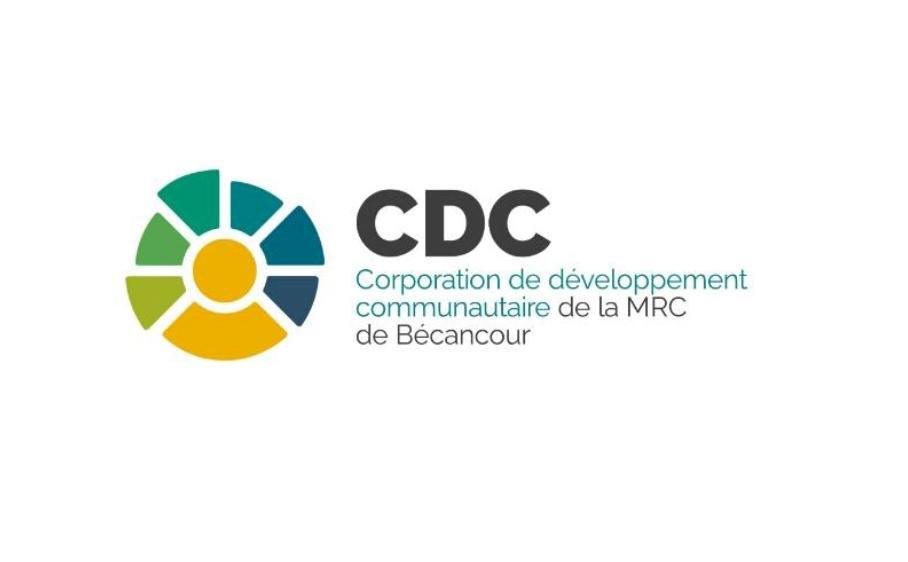 CDC
Corporation de développement
communautaire de la MRC
de Bécancour